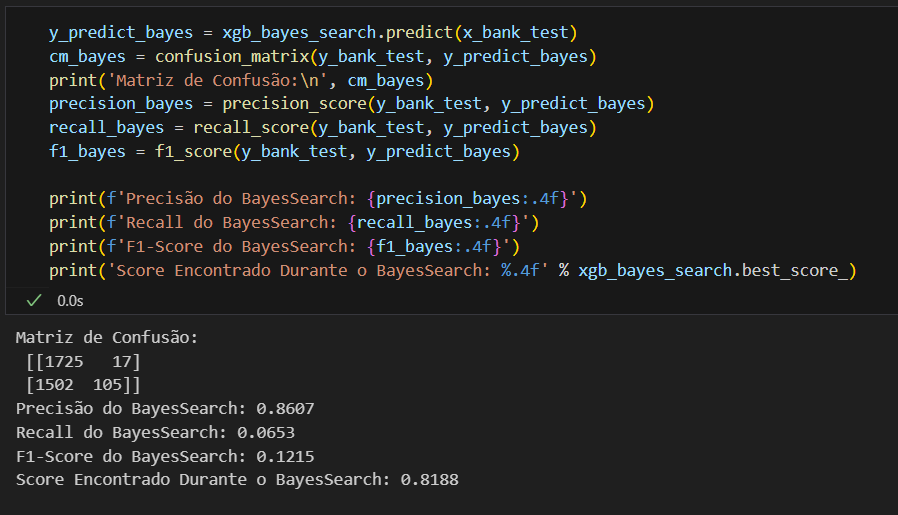 y_predict_bayes = xgb_bayes_search.predict(x_bank_test)
cm_bayes = confusion_matrix(y_bank_test, y_predict_bayes)
print('Matriz de Confusão:\n', cm_bayes)
precision_bayes = precision_score(y_bank_test, y_predict_bayes)
recall_bayes = recall_score(y_bank_test, y_predict_bayes)
f1_bayes = f1_score(y_bank_test, y_predict_bayes)
print(f'Precisão do BayesSearch: {precision_bayes:.4f}')
print(f'Recall do BayesSearch: {recall_bayes:.4f}')
print(f'F1-Score do BayesSearch: {f1_bayes:.4f}')
print('Score Encontrado Durante o BayesSearch: %.4f' % xgb_bayes_search.best_score_)
✓ 0.0s
Matriz de Confusão:
[[1725 17]
[1502 105]]
Precisão do BayesSearch: 0.8607
Recall do BayesSearch: 0.0653
F1-Score do BayesSearch: 0.1215
Score Encontrado Durante o BayesSearch: 0.8188